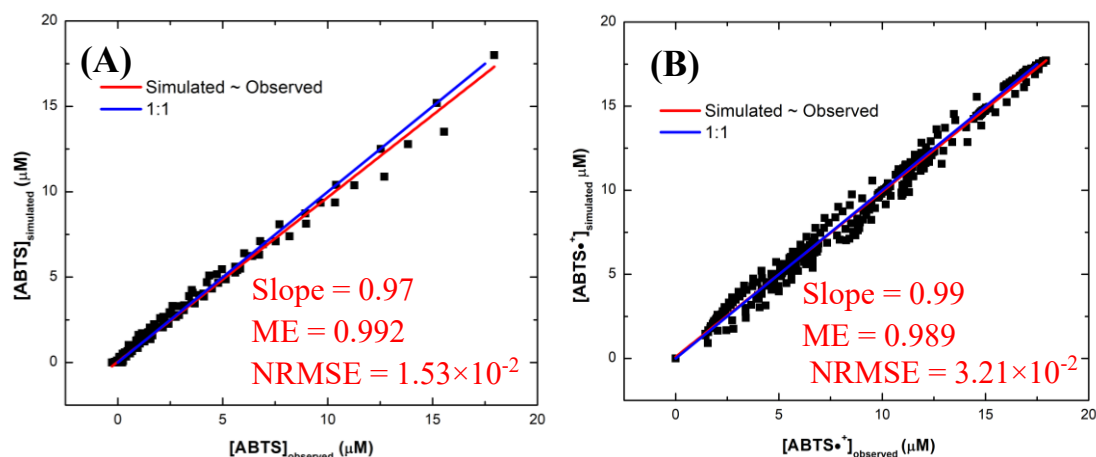 (A)
Simulated ~ Observed
1:1
[ABTS]simulated (μM)
20
15
10
5
0
Slope = 0.97
ME = 0.992
NRMSE = 1.53×10⁻²
0 5 10 15 20
[ABTS]observed (μM)
(B)
Simulated ~ Observed
1:1
[ABTS•⁺]simulated μM)
20
15
10
5
0
Slope = 0.99
ME = 0.989
NRMSE = 3.21×10⁻²
0 5 10 15 20
[ABTS•⁺]observed (μM)